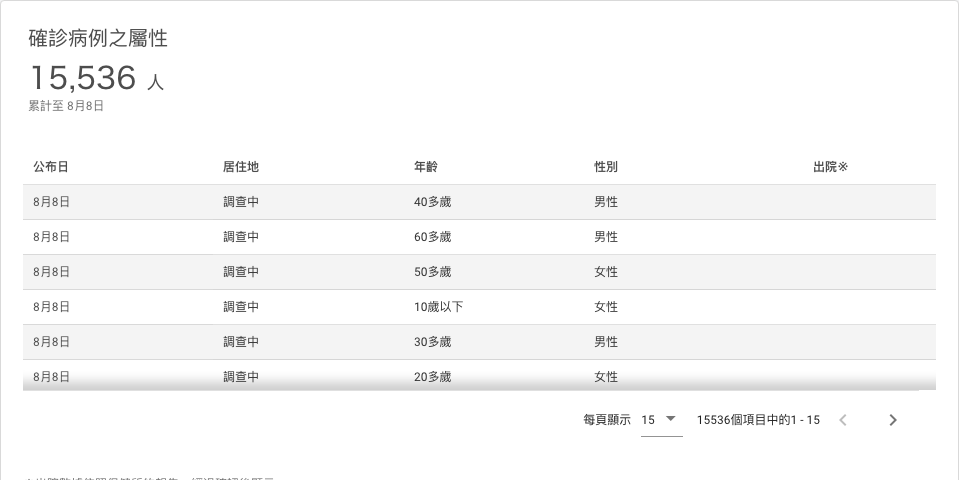 確診病例之屬性
15,536 人
累計至 8月8日
公布日 居住地 年齡 性別 出院※
8月8日 調查中 40多歲 男性
8月8日 調查中 60多歲 男性
8月8日 調查中 50多歲 女性
8月8日 調查中 10歲以下 女性
8月8日 調查中 30多歲 男性
8月8日 調查中 20多歲 女性
每頁顯示 15 15536個項目中的1 - 15